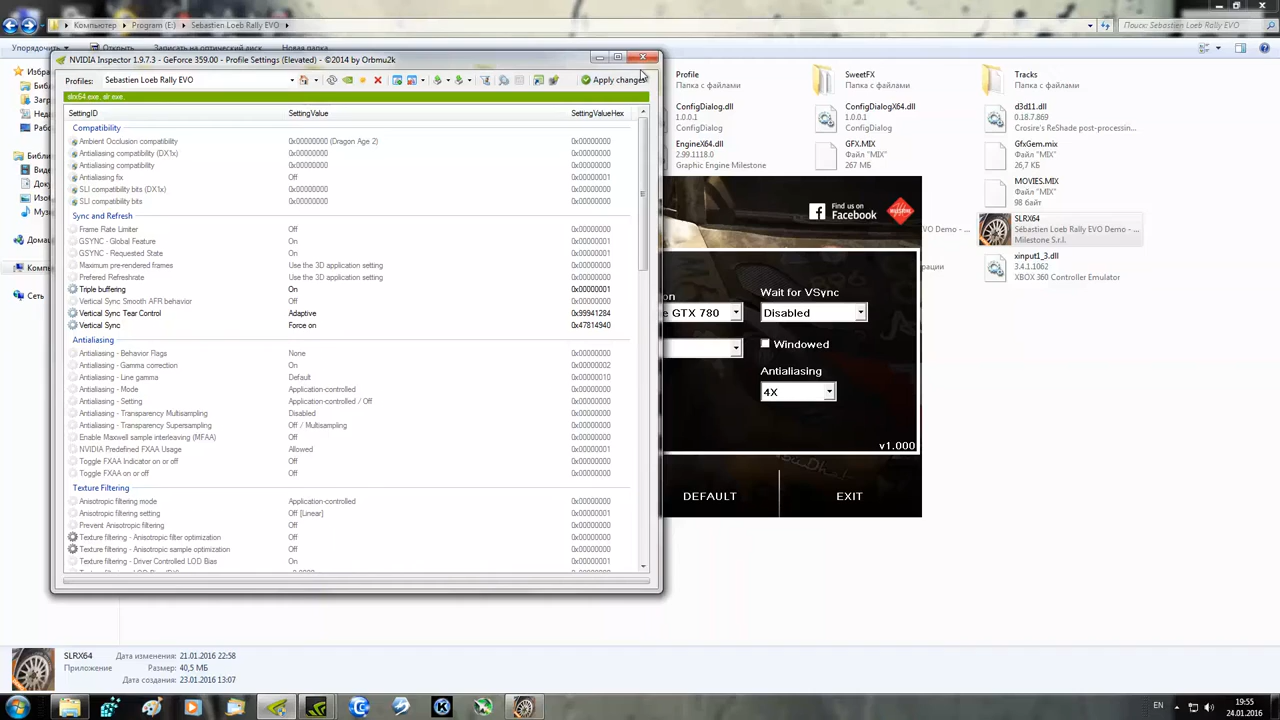 Компьютер
Program (E:)
Sebastien Loeb Rally EVO
Поиск: Sebastien Loeb Rally EVO
Упорядочить
Открыть
Записать на оптический диск
Новая папка
NVIDIA Inspector 1.9.7.3 - GeForce 359.00 - Profile Settings (Elevated) - ©2014 by Orbmu2k
Profiles:
Sebastien Loeb Rally EVO
Apply changes
slrx64.exe, slr.exe,
SettingID SettingValue SettingValueHex
Compatibility
Ambient Occlusion compatibility 0x00000000 (Dragon Age 2) 0x00000000
Antialiasing compatibility (DX1x) 0x00000000 0x00000000
Antialiasing compatibility 0x00000000 0x00000000
Antialiasing fix Off 0x00000001
SLI compatibility bits (DX1x) 0x00000000 0x00000000
SLI compatibility bits 0x00000000 0x00000000
Sync and Refresh
Frame Rate Limiter Off 0x00000000
GSYNC - Global Feature On 0x00000001
GSYNC - Requested State On 0x00000001
Maximum pre-rendered frames Use the 3D application setting 0x00000000
Prefered Refreshrate Use the 3D application setting 0x00000000
Triple buffering On 0x00000001
Vertical Sync Smooth AFR behavior Off 0x00000000
Vertical Sync Tear Control Adaptive 0x99941284
Vertical Sync Force on 0x47814940
Antialiasing
Antialiasing - Behavior Flags None 0x00000000
Antialiasing - Gamma correction On 0x00000002
Antialiasing - Line gamma Default 0x00000010
Antialiasing - Mode Application-controlled 0x00000000
Antialiasing - Setting Application-controlled / Off 0x00000000
Antialiasing - Transparency Multisampling Disabled 0x00000000
Antialiasing - Transparency Supersampling Off / Multisampling 0x00000000
Enable Maxwell sample interleaving (MFAA) Off 0x00000000
NVIDIA Predefined FXAA Usage Allowed 0x00000001
Toggle FXAA Indicator on or off Off 0x00000000
Toggle FXAA on or off Off 0x00000000
Texture Filtering
Anisotropic filtering mode Application-controlled 0x00000000
Anisotropic filtering setting Off [Linear] 0x00000001
Prevent Anisotropic filtering Off 0x00000000
Texture filtering - Anisotropic filter optimization Off 0x00000000
Texture filtering - Anisotropic sample optimization Off 0x00000000
Texture filtering - Driver Controlled LOD Bias On 0x00000001
Избра
Биб
Загр
Неда
Рабо
Библи
Виде
Доку
Изо
Музы
Домаш
Компь
Сеть
Profile
Папка с файлами
SweetFX
Папка с файлами
Tracks
Папка с файлами
ConfigDialog.dll
1.0.0.1
ConfigDialog
ConfigDialogX64.dll
1.0.0.1
ConfigDialog
d3d11.dll
0.18.7.869
Crosire's ReShade post-processin...
EngineX64.dll
2.99.1118.0
Graphic Engine Milestone
GFX.MIX
Файл "MIX"
267 МБ
GfxGem.mix
Файл "MIX"
26,7 КБ
MOVIES.MIX
Файл "MIX"
98 байт
VO Demo - ...
SLRX64
Sébastien Loeb Rally EVO Demo - ...
Milestone S.r.l.
рации
xinput1_3.dll
3.4.1.1062
XBOX 360 Controller Emulator
Find us on
Facebook
on
Wait for VSync
e GTX 780
Disabled
Windowed
Antialiasing
4X
v1.000
DEFAULT
EXIT
SLRX64
Приложение
Дата изменения: 21.01.2016 22:58
Размер: 40,5 МБ
Дата создания: 23.01.2016 13:07
EN
19:55
24.01.2016